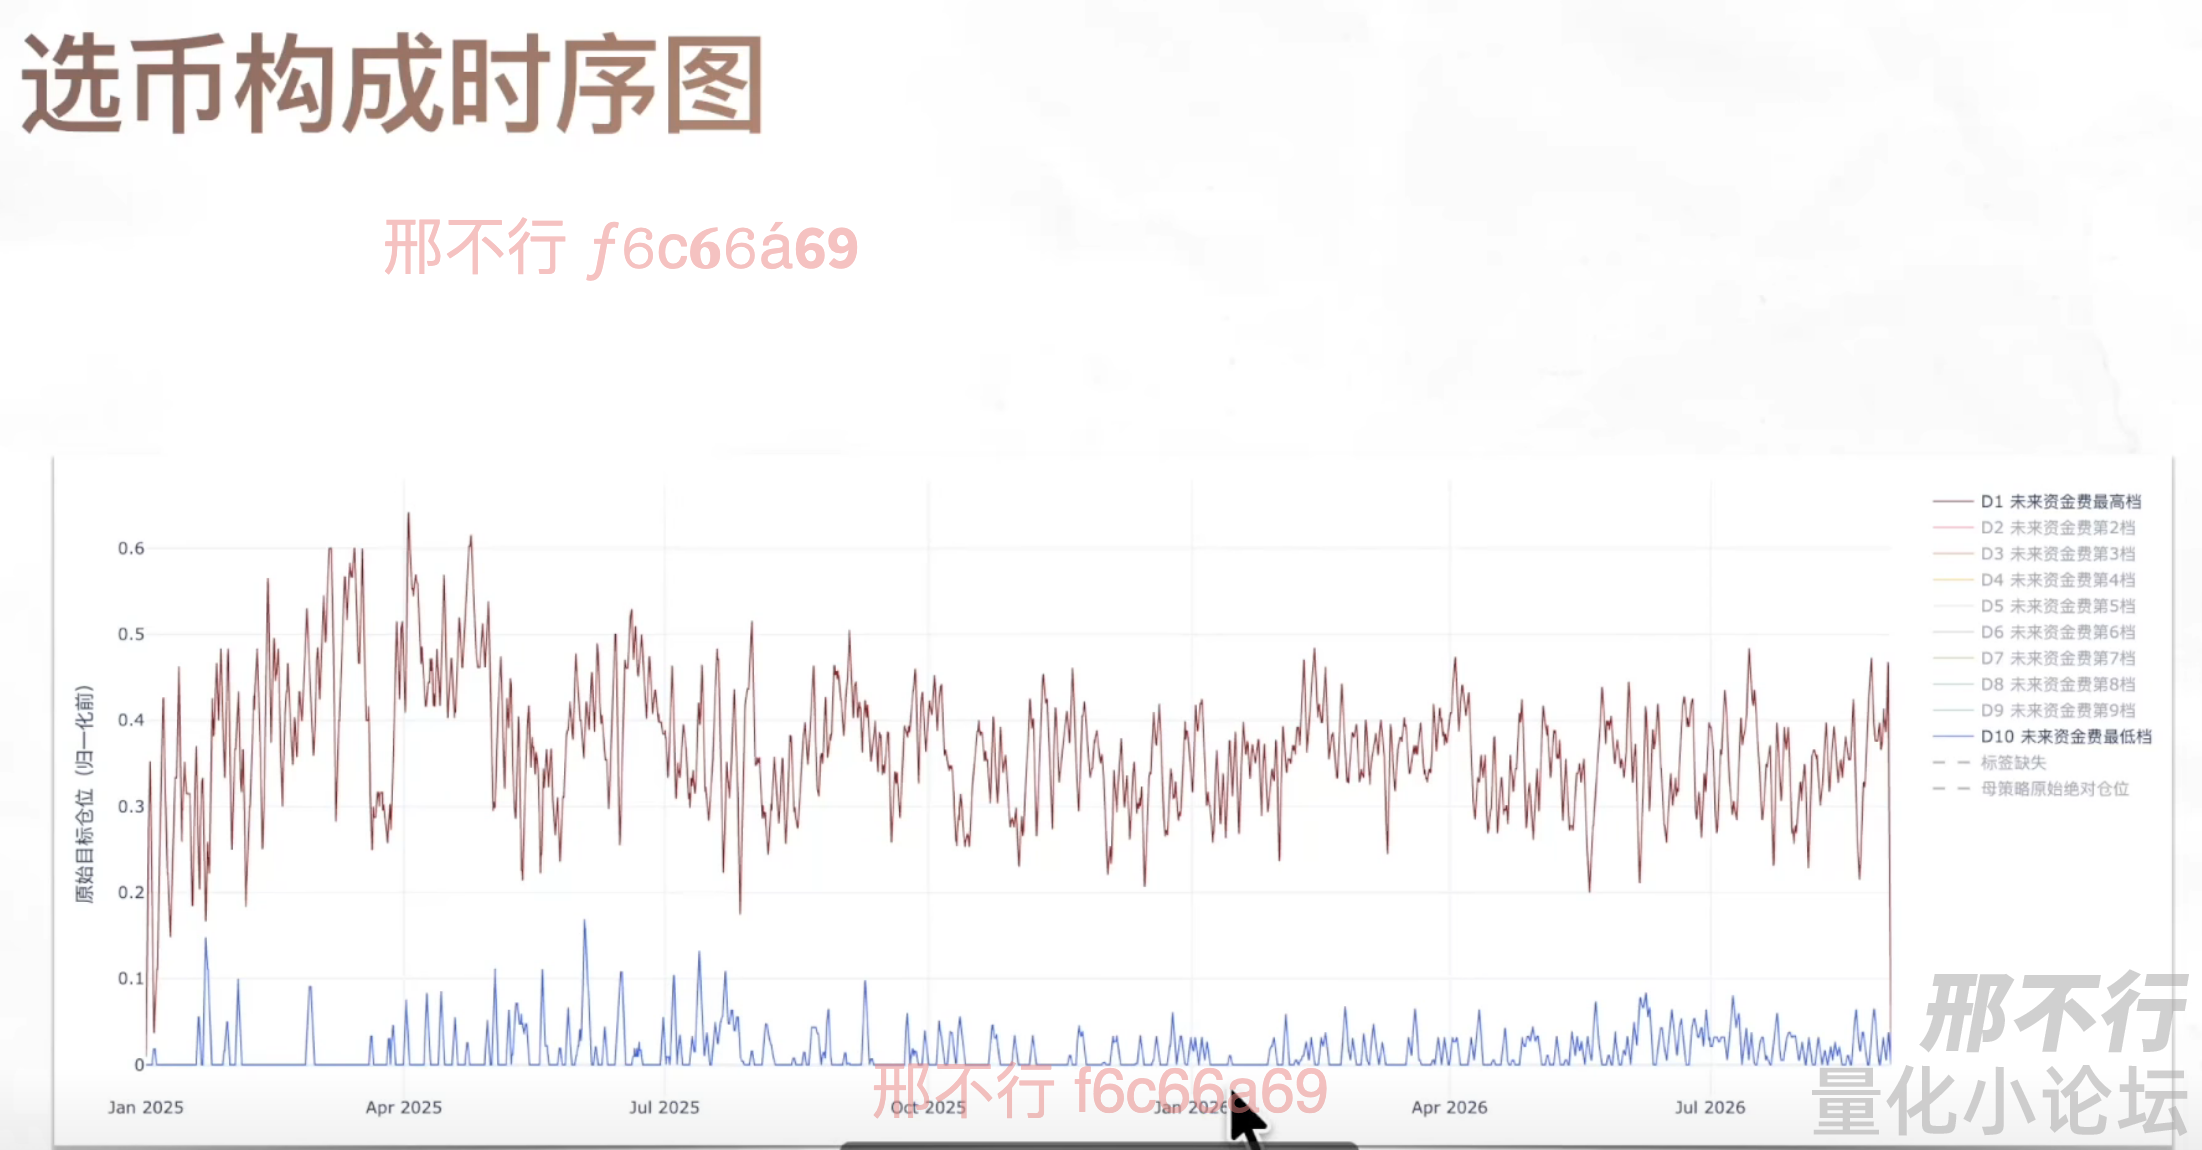 选币构成时序图
邢不行 f6c66á69
D1 未来资金费最高档
D2 未来资金费第2档
D3 未来资金费第3档
D4 未来资金费第4档
D5 未来资金费第5档
D6 未来资金费第6档
D7 未来资金费第7档
D8 未来资金费第8档
D9 未来资金费第9档
D10 未来资金费最低档
标签缺失
母策略原始绝对仓位
原始目标仓位（归一化前）
0.6
0.5
0.4
0.3
0.2
0.1
0
Jan 2025 Apr 2025 Jul 2025 Oct 2025 Jan 2026 Apr 2026 Jul 2026
邢不行 f6c66a69
邢不行
量化小论坛